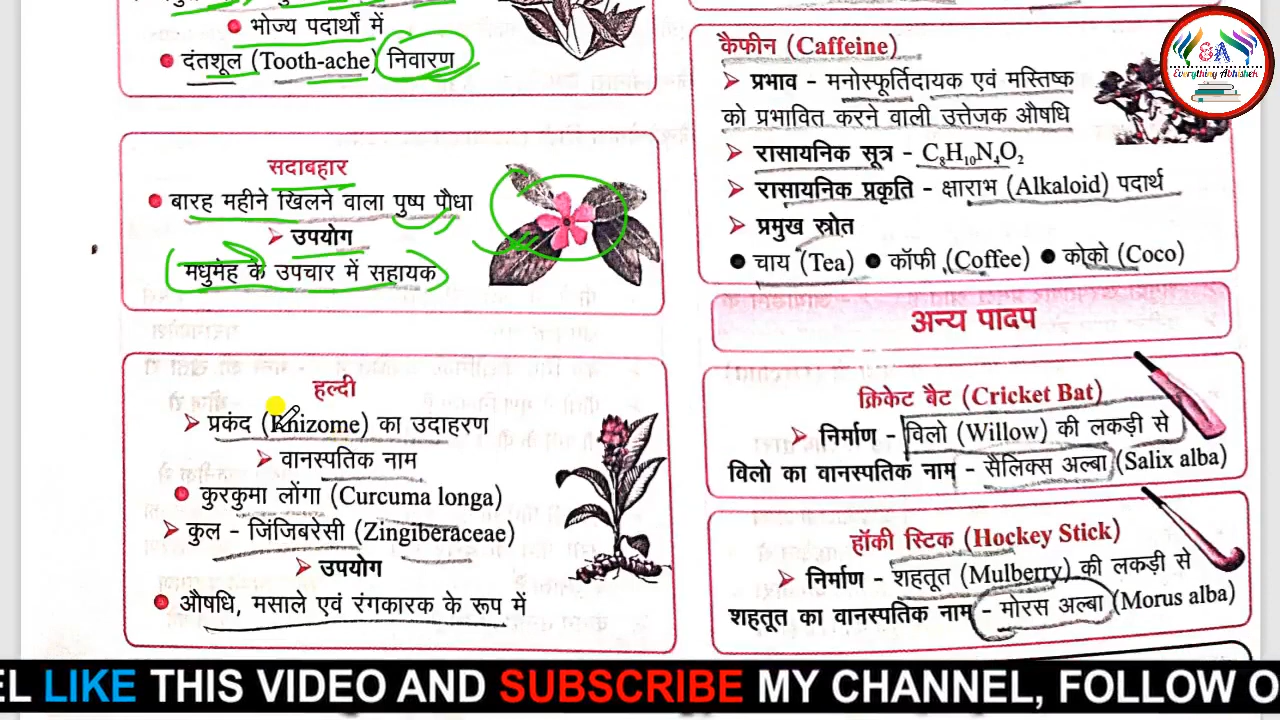 भोज्य पदार्थों में
दंतशूल (Tooth-ache) निवारण
सदाबहार
बारह महीने खिलने वाला पुष्प पौधा
उपयोग
मधुमेह के उपचार में सहायक
हल्दी
प्रकंद (Rhizome) का उदाहरण
वानस्पतिक नाम
कुरकुमा लोंगा (Curcuma longa)
कुल - जिंजिबरेसी (Zingiberaceae)
उपयोग
औषधि, मसाले एवं रंगकारक के रूप में
कैफीन (Caffeine)
प्रभाव - मनोस्फूर्तिदायक एवं मस्तिष्क
को प्रभावित करने वाली उत्तेजक औषधि
रासायनिक सूत्र - C₈H₁₀N₄O₂
रासायनिक प्रकृति - क्षाराभ (Alkaloid) पदार्थ
प्रमुख स्रोत
● चाय (Tea) ● कॉफी (Coffee) ● कोको (Coco)
अन्य पादप
क्रिकेट बैट (Cricket Bat)
निर्माण - विलो (Willow) की लकड़ी से
विलो का वानस्पतिक नाम - सैलिक्स अल्बा (Salix alba)
हॉकी स्टिक (Hockey Stick)
निर्माण - शहतूत (Mulberry) की लकड़ी से
शहतूत का वानस्पतिक नाम - मोरस अल्बा (Morus alba)
&A
Everything Abhishek
EL LIKE THIS VIDEO AND SUBSCRIBE MY CHANNEL, FOLLOW O